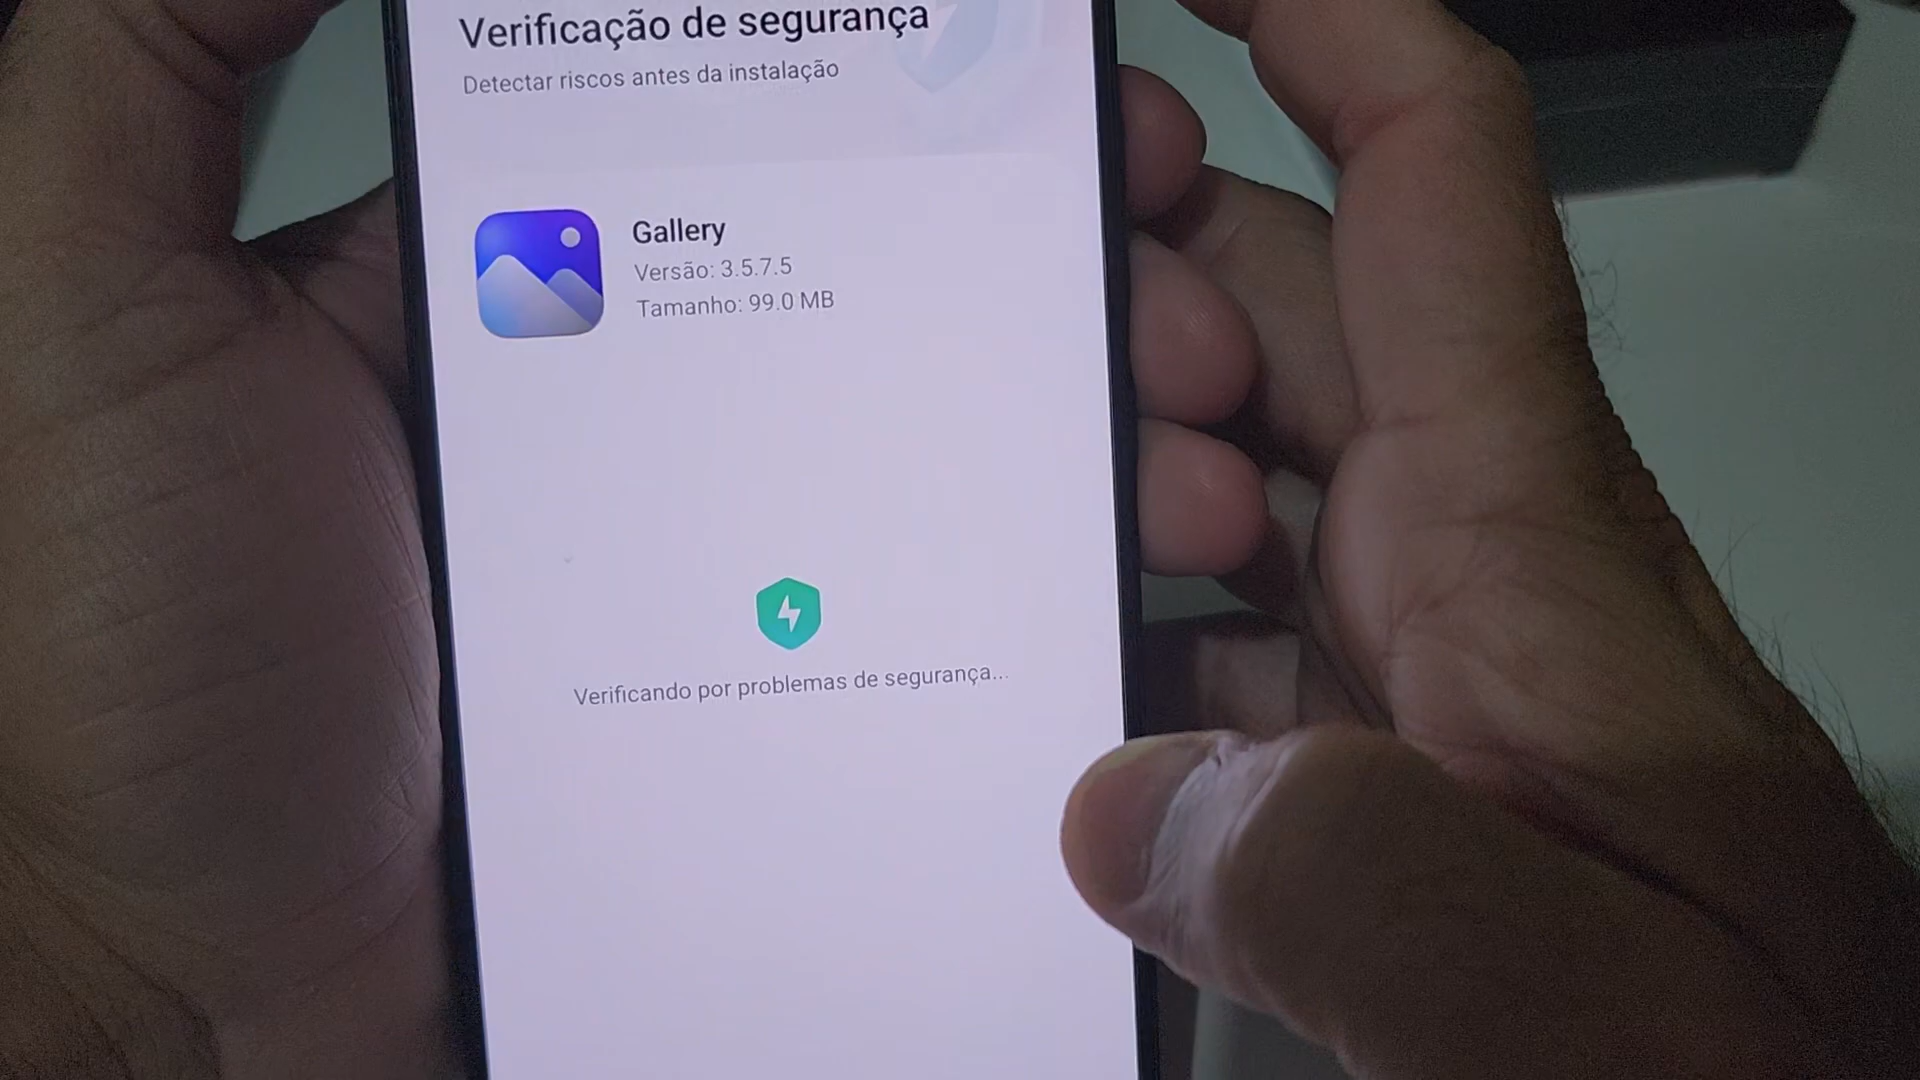 Verificação de segurança
Detectar riscos antes da instalação
Gallery
Versão: 3.5.7.5
Tamanho: 99.0 MB
Verificando por problemas de segurança...